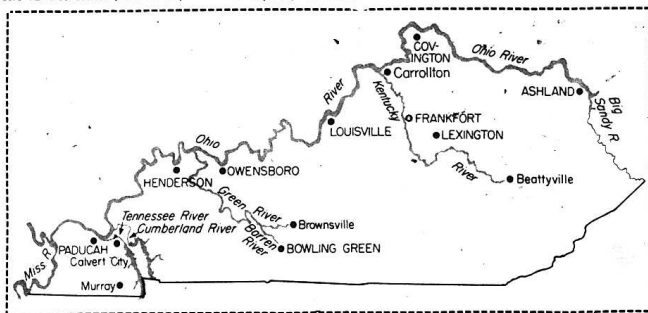 COV-
INGTON
Ohio River
Carrollton
ASHLAND
Big
Sandy R.
River
Kentucky
FRANKFORT
LOUISVILLE
LEXINGTON
Ohio
River
OWENSBORO
HENDERSON
Beattyville
Green
River
Brownsville
Tennessee River
Cumberland River
Barren
River
BOWLING GREEN
PADUCAH
Calvert City
Miss R.
Murray